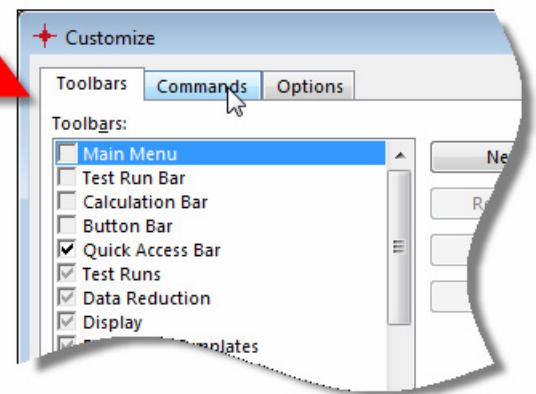 Customize
Toolbars Commands Options
Toolbars:
Main Menu
Test Run Bar
Calculation Bar
Button Bar
Quick Access Bar
Test Runs
Data Reduction
Display